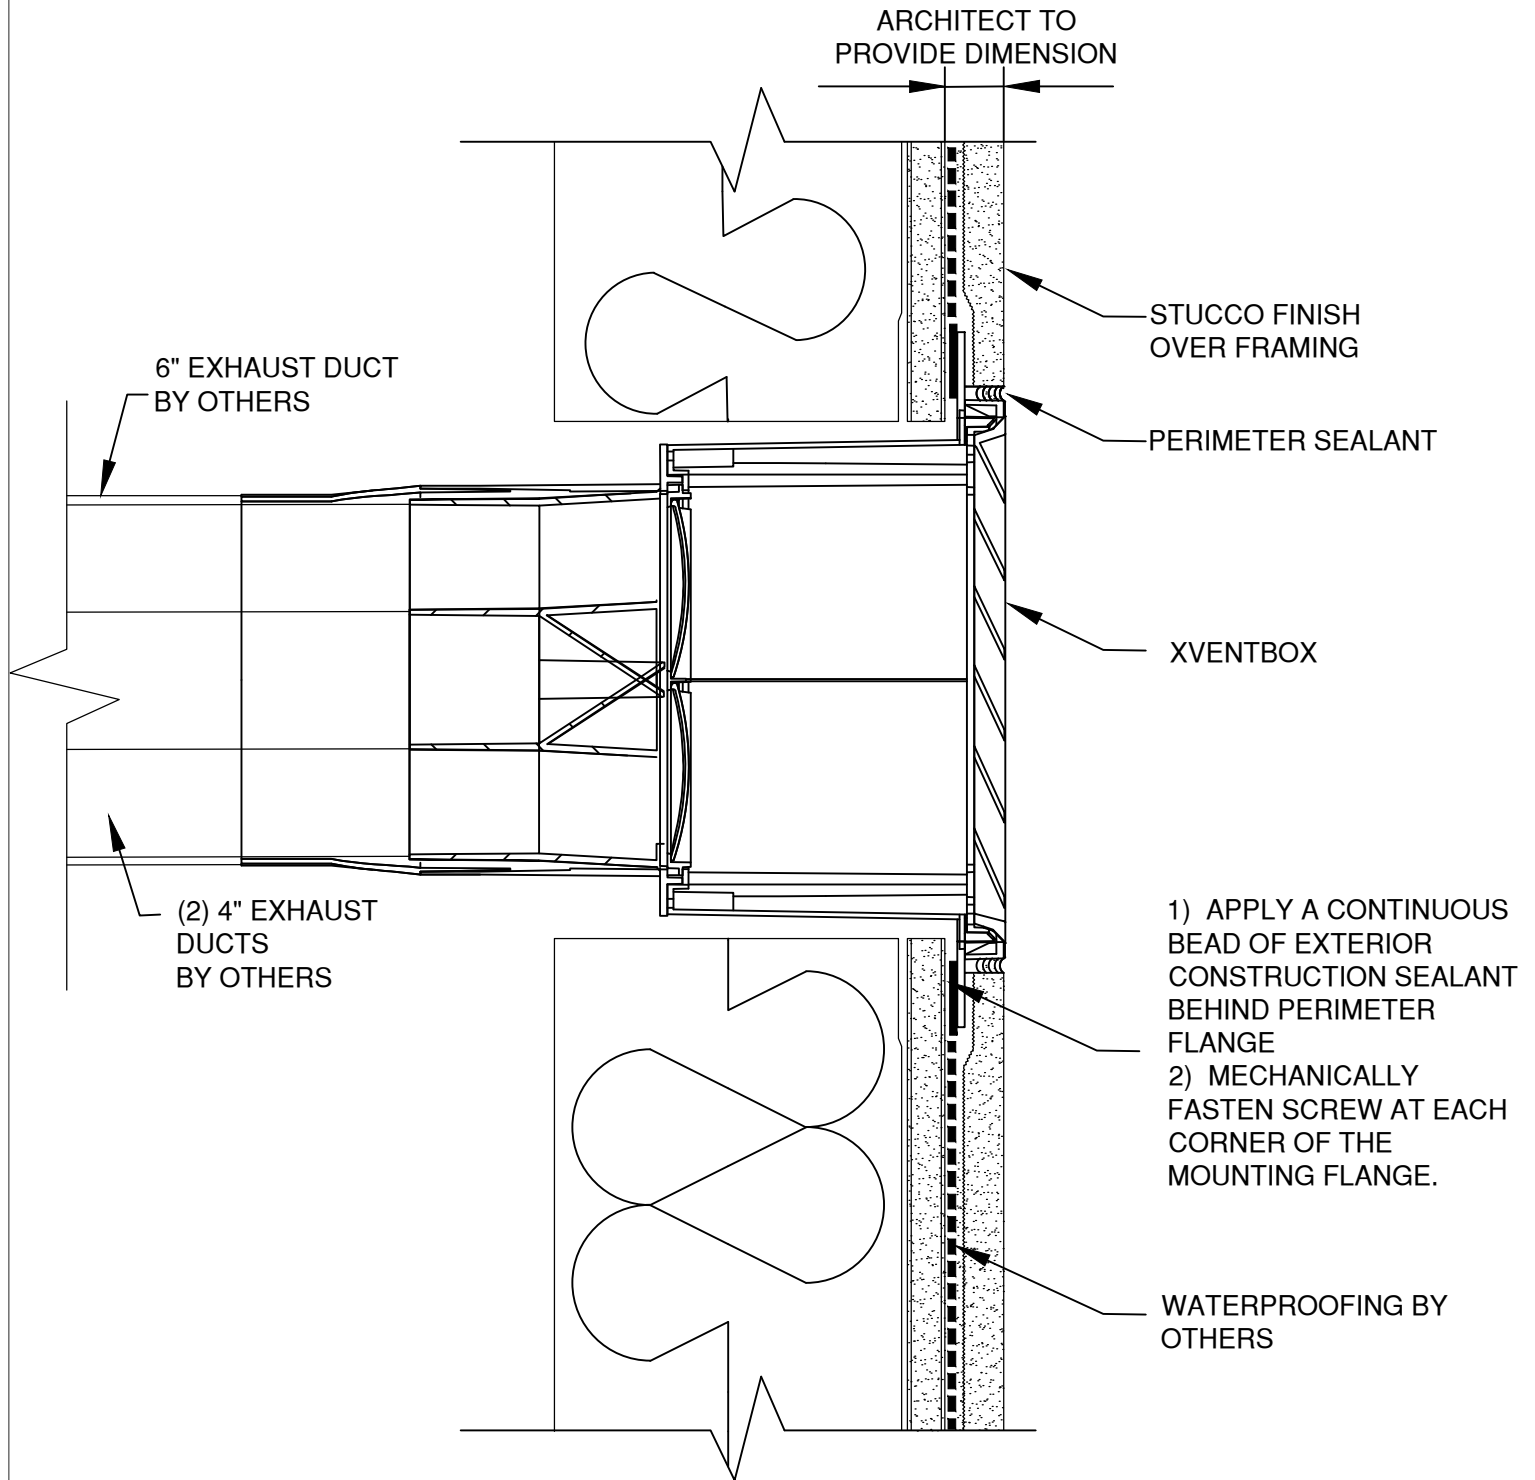 ARCHITECT TO
PROVIDE DIMENSION
STUCCO FINISH
OVER FRAMING
6" EXHAUST DUCT
BY OTHERS
PERIMETER SEALANT
XVENTBOX
(2) 4" EXHAUST
DUCTS
BY OTHERS
1) APPLY A CONTINUOUS
BEAD OF EXTERIOR
CONSTRUCTION SEALANT
BEHIND PERIMETER
FLANGE
2) MECHANICALLY
FASTEN SCREW AT EACH
CORNER OF THE
MOUNTING FLANGE.
WATERPROOFING BY
OTHERS